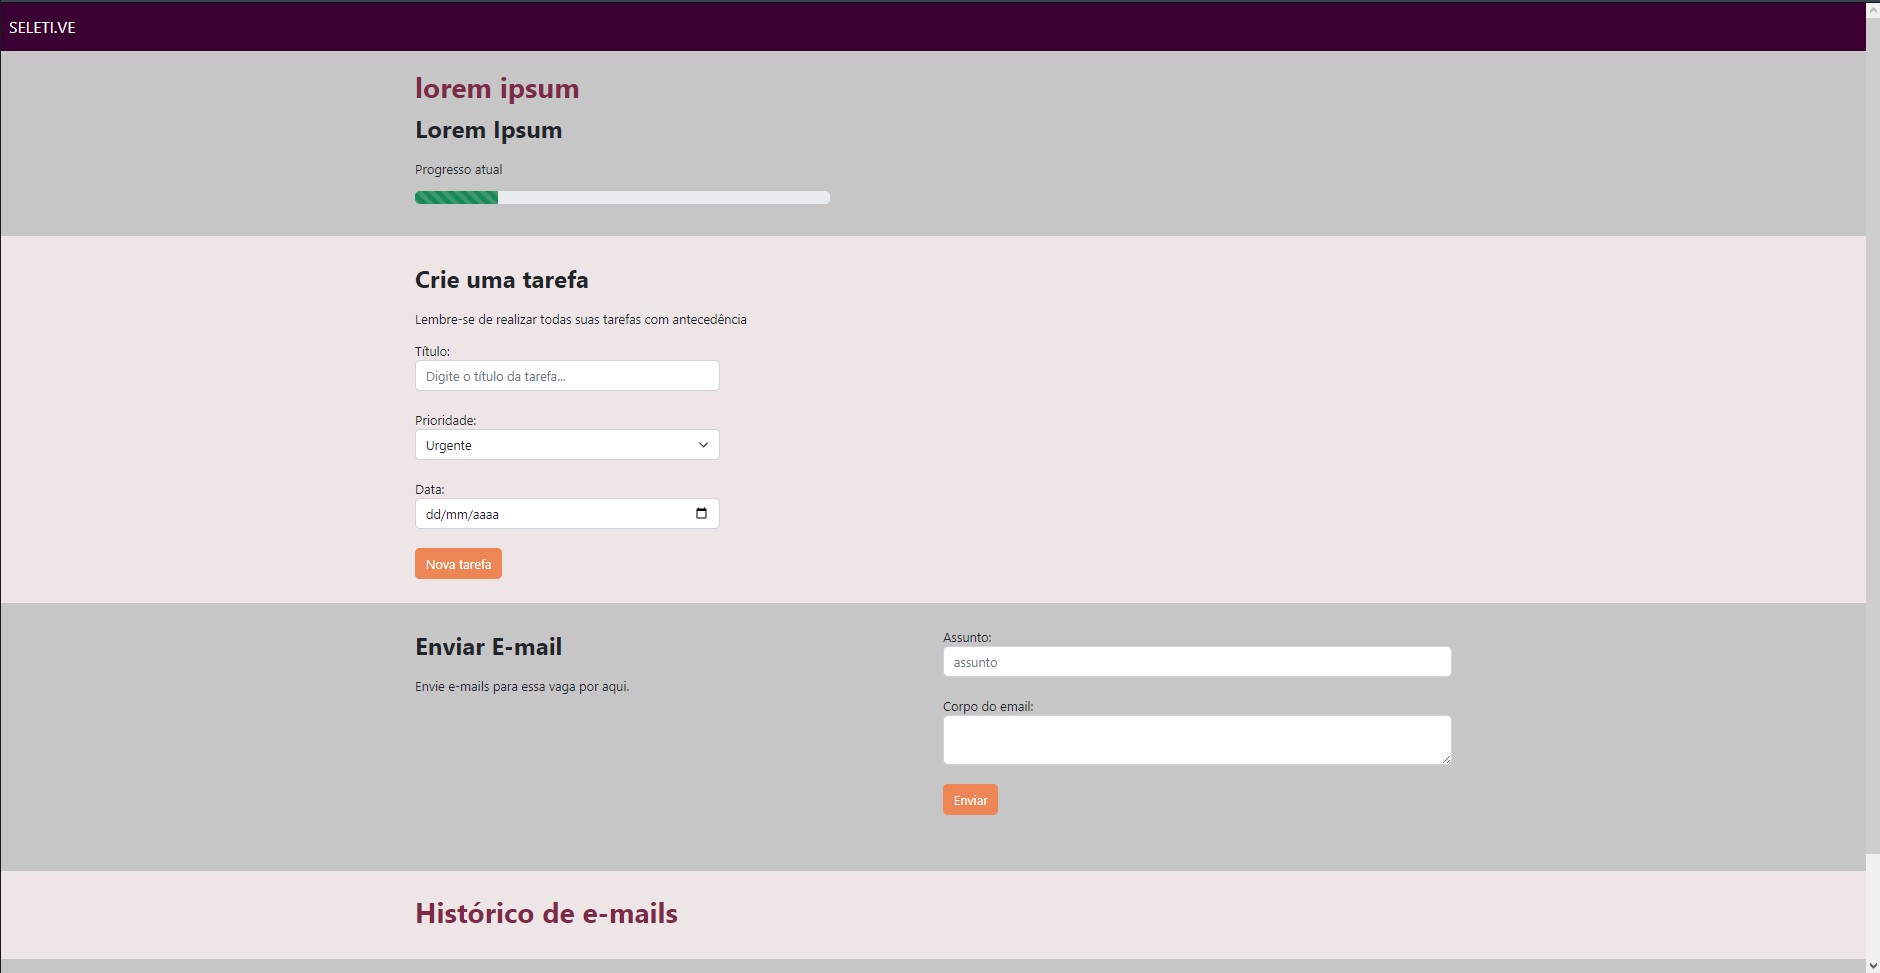 SELETI.VE
lorem ipsum
Lorem Ipsum
Progresso atual
Crie uma tarefa
Lembre-se de realizar todas suas tarefas com antecedência
Título:
Digite o título da tarefa...
Prioridade:
Urgente
Data:
dd/mm/aaaa
Nova tarefa
Enviar E-mail
Envie e-mails para essa vaga por aqui.
Assunto:
assunto
Corpo do email:
Enviar
Histórico de e-mails